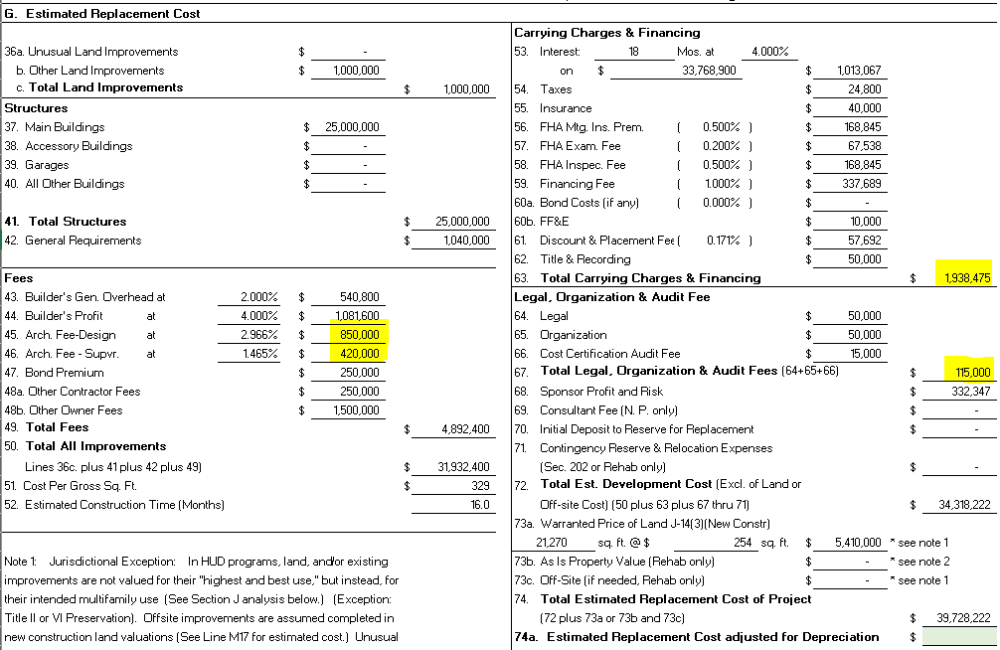 G. Estimated Replacement Cost
36a. Unusual Land Improvements $ -
b. Other Land Improvements $ 1,000,000
c. Total Land Improvements $ 1,000,000
Structures
37. Main Buildings $ 25,000,000
38. Accessory Buildings $ -
39. Garages $ -
40. All Other Buildings $ -
41. Total Structures $ 25,000,000
42. General Requirements $ 1,040,000
Fees
43. Builder's Gen. Overhead at 2.000% $ 540,800
44. Builder's Profit at 4.000% $ 1,081,600
45. Arch. Fee-Design at 2.966% $ 850,000
46. Arch. Fee - Supvr. at 1.465% $ 420,000
47. Bond Premium $ 250,000
48a. Other Contractor Fees $ 250,000
48b. Other Owner Fees $ 1,500,000
49. Total Fees $ 4,892,400
50. Total All Improvements
Lines 36c. plus 41 plus 42 plus 49) $ 31,932,400
51. Cost Per Gross Sq. Ft. $ 329
52. Estimated Construction Time (Months) 16.0
Note 1: Jurisdictional Exception: In HUD programs, land, and/or existing
improvements are not valued for their "highest and best use," but instead, for
their intended multifamily use (See Section J analysis below.) (Exception:
Title II or VI Preservation). Offsite improvements are assumed completed in
new construction land valuations (See Line M17 for estimated cost.) Unusual
Carrying Charges & Financing
53. Interest: 18 Mos. at 4.000%
on $ 33,768,900 $ 1,013,067
54. Taxes $ 24,800
55. Insurance $ 40,000
56. FHA Mtg. Ins. Prem. ( 0.500% ) $ 168,845
57. FHA Exam. Fee ( 0.200% ) $ 67,538
58. FHA Inspec. Fee ( 0.500% ) $ 168,845
59. Financing Fee ( 1.000% ) $ 337,689
60a. Bond Costs (if any) ( 0.000% ) $ -
60b. FF&E $ 10,000
61. Discount & Placement Fee ( 0.171% ) $ 57,692
62. Title & Recording $ 50,000
63. Total Carrying Charges & Financing $ 1,938,475
Legal, Organization & Audit Fee
64. Legal $ 50,000
65. Organization $ 50,000
66. Cost Certification Audit Fee $ 15,000
67. Total Legal, Organization & Audit Fees (64+65+66) $ 115,000
68. Sponsor Profit and Risk $ 332,347
69. Consultant Fee (N. P. only) $ -
70. Initial Deposit to Reserve for Replacement $ -
71. Contingency Reserve & Relocation Expenses
(Sec. 202 or Rehab only) $ -
72. Total Est. Development Cost (Excl. of Land or
Off-site Cost) (50 plus 63 plus 67 thru 71) $ 34,318,222
73a. Warranted Price of Land J-14(3)(New Constr)
21,270 sq. ft. @ $ 254 sq. ft. $ 5,410,000 * see note 1
73b. As Is Property Value (Rehab only) $ - * see note 2
73c. Off-Site (if needed, Rehab only) $ - * see note 1
74. Total Estimated Replacement Cost of Project
(72 plus 73a or 73b and 73c) $ 39,728,222
74a. Estimated Replacement Cost adjusted for Depreciation $